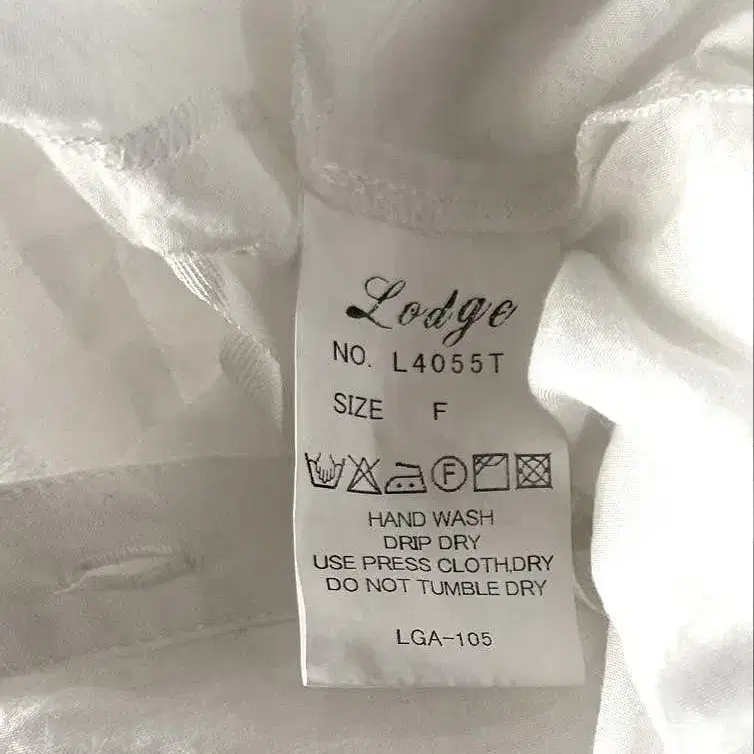 Lodge
NO. L4055T
SIZE F
F
HAND WASH
DRIP DRY
USE PRESS CLOTH,DRY
DO NOT TUMBLE DRY
LGA-105